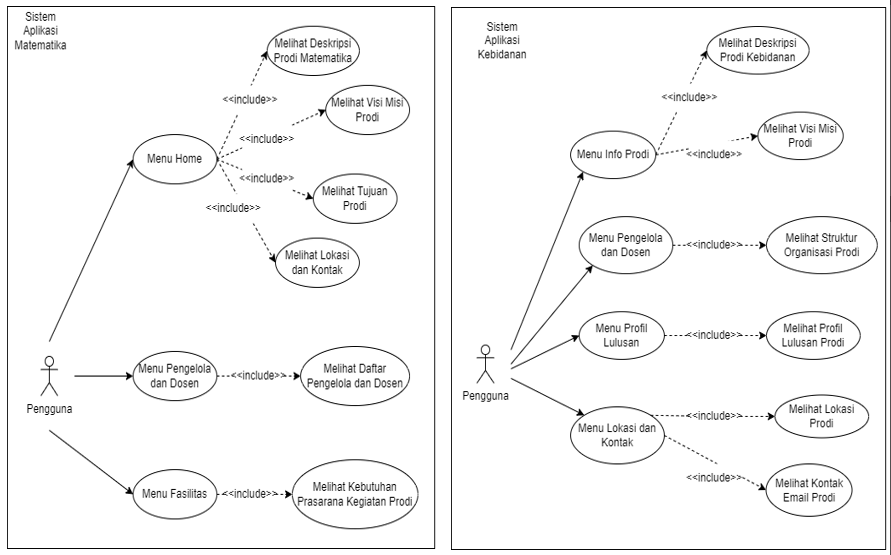 Sistem
Aplikasi
Matematika
Melihat Deskripsi
Prodi Matematika
<<include>>
Melihat Visi Misi
Prodi
<<include>>
Menu Home
<<include>>
Melihat Tujuan
Prodi
<<include>>
Melihat Lokasi
dan Kontak
Pengguna
Menu Pengelola
dan Dosen
<<include>>
Melihat Daftar
Pengelola dan Dosen
Menu Fasilitas
<<include>>
Melihat Kebutuhan
Prasarana Kegiatan Prodi
Sistem
Aplikasi
Kebidanan
Melihat Deskripsi
Prodi Kebidanan
<<include>>
Melihat Visi Misi
Prodi
Menu Info Prodi
<<include>>
Menu Pengelola
dan Dosen
<<include>>
Melihat Struktur
Organisasi Prodi
Menu Profil
Lulusan
<<include>>
Melihat Profil
Lulusan Prodi
Pengguna
Menu Lokasi dan
Kontak
<<include>>
Melihat Lokasi
Prodi
<<include>>
Melihat Kontak
Email Prodi